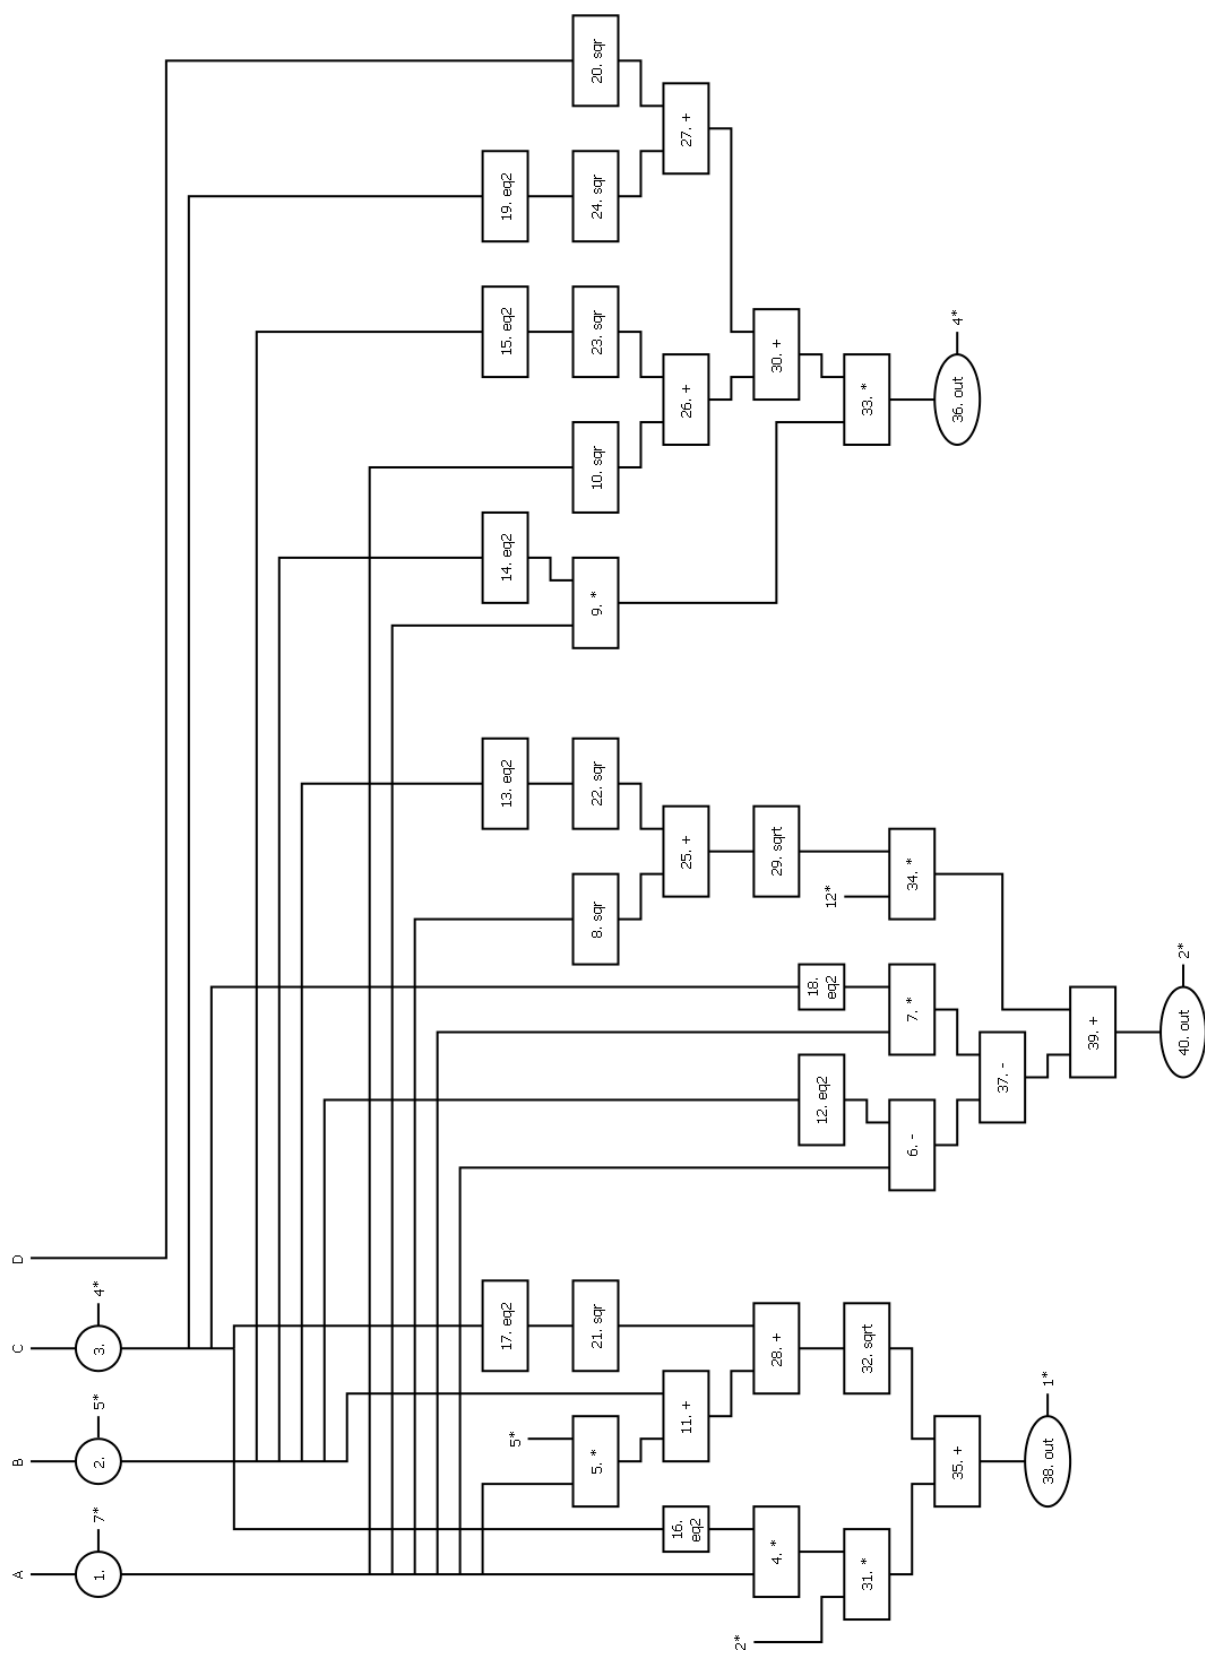 A
B
C
D
1.
7*
2.
5*
3.
4*
5*
17. eq2
13. eq2
14. eq2
15. eq2
19. eq2
5. *
21. sqr
8. sqr
22. sqr
9. *
10. sqr
23. sqr
24. sqr
20. sqr
16.
eq2
11. +
25. +
26. +
27. +
2*
4. *
28. +
29. sqrt
30. +
12. eq2
18.
eq2
12*
31. *
32. sqrt
33. *
6. -
7. *
34. *
35. +
36. out
4*
37. -
38. out
1*
39. +
40. out
2*